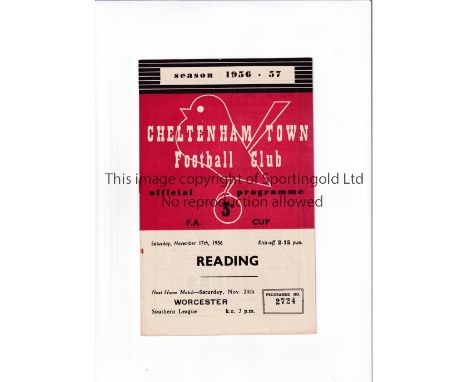 season 1956 - 57
CHELTENHAM TOWN
Football Club
This image copyright of Sportingold Ltd
official programme
No reproduction allowed
3d
F.A. CUP
Saturday, November 17th, 1956 Kick-off 2-15 p.m.
READING
Next Home Match—Saturday, Nov. 24th
WORCESTER
Southern League k.o. 3 p.m.
PROGRAMME NO.
2724